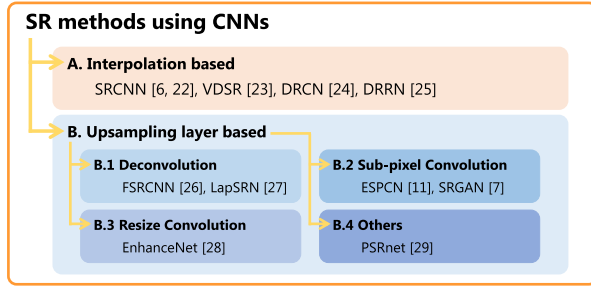 SR methods using CNNs
A. Interpolation based
SRCNN [6, 22], VDSR [23], DRCN [24], DRRN [25]
B. Upsampling layer based
B.1 Deconvolution
FSRCNN [26], LapSRN [27]
B.2 Sub-pixel Convolution
ESPCN [11], SRGAN [7]
B.3 Resize Convolution
EnhanceNet [28]
B.4 Others
PSRnet [29]